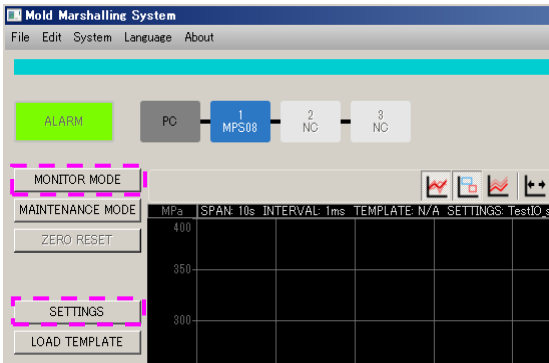 Mold Marshalling System
File Edit System Language About
ALARM
PC
1
MPS08
2
NC
3
NC
MONITOR MODE
MAINTENANCE MODE
ZERO RESET
SETTINGS
LOAD TEMPLATE
MPa SPAN: 10s INTERVAL: 1ms TEMPLATE: N/A SETTINGS: TestIO_s
400
350
300